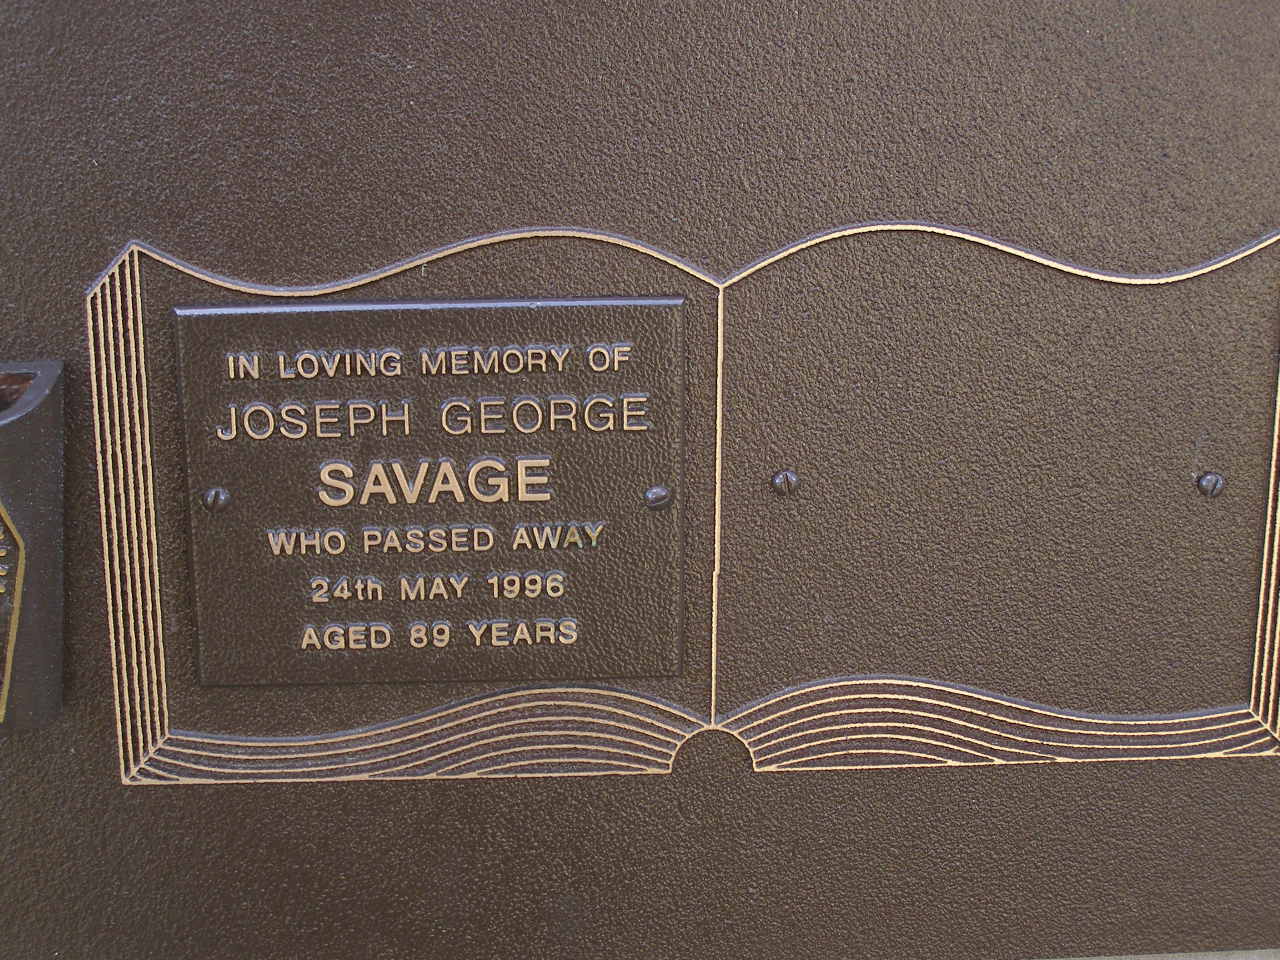 IN LOVING MEMORY OF
JOSEPH GEORGE
SAVAGE
WHO PASSED AWAY
24th MAY 1996
AGED 89 YEARS